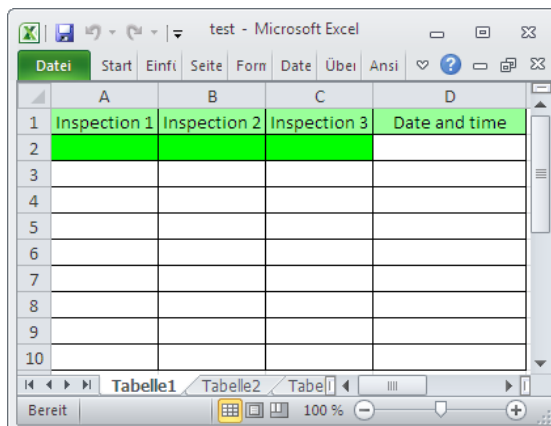 test - Microsoft Excel
Datei Start Einfü Seite Form Date Über Ansi
A B C D
1 Inspection 1 Inspection 2 Inspection 3 Date and time
2
3
4
5
6
7
8
9
10
Tabelle1 Tabelle2 Tabe
Bereit 100 %